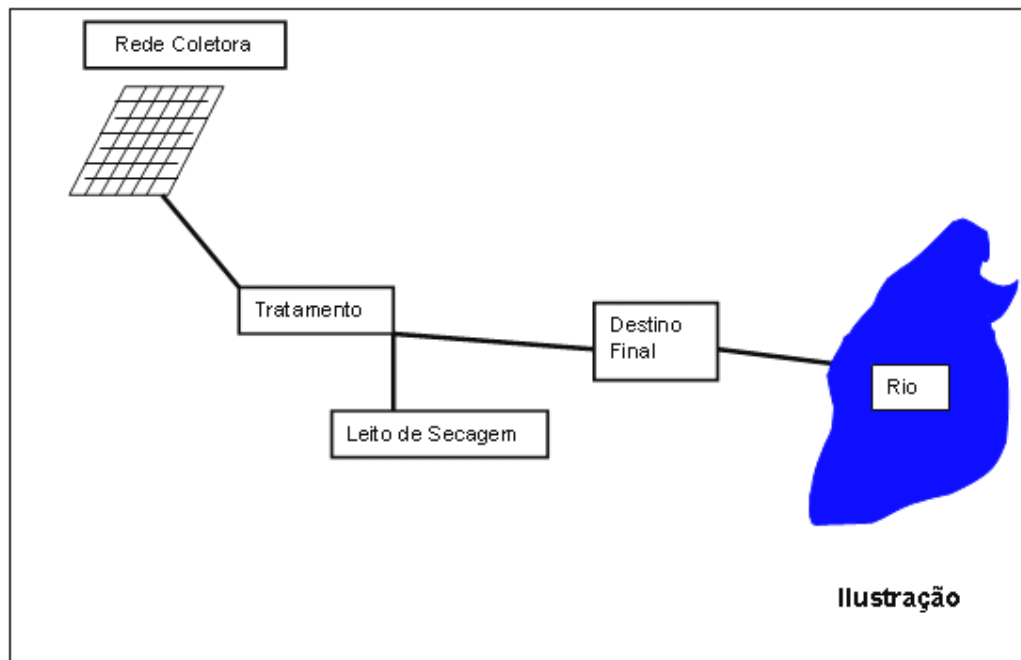 Rede Coletora
Tratamento
Destino
Final
Rio
Leito de Secagem
Ilustração